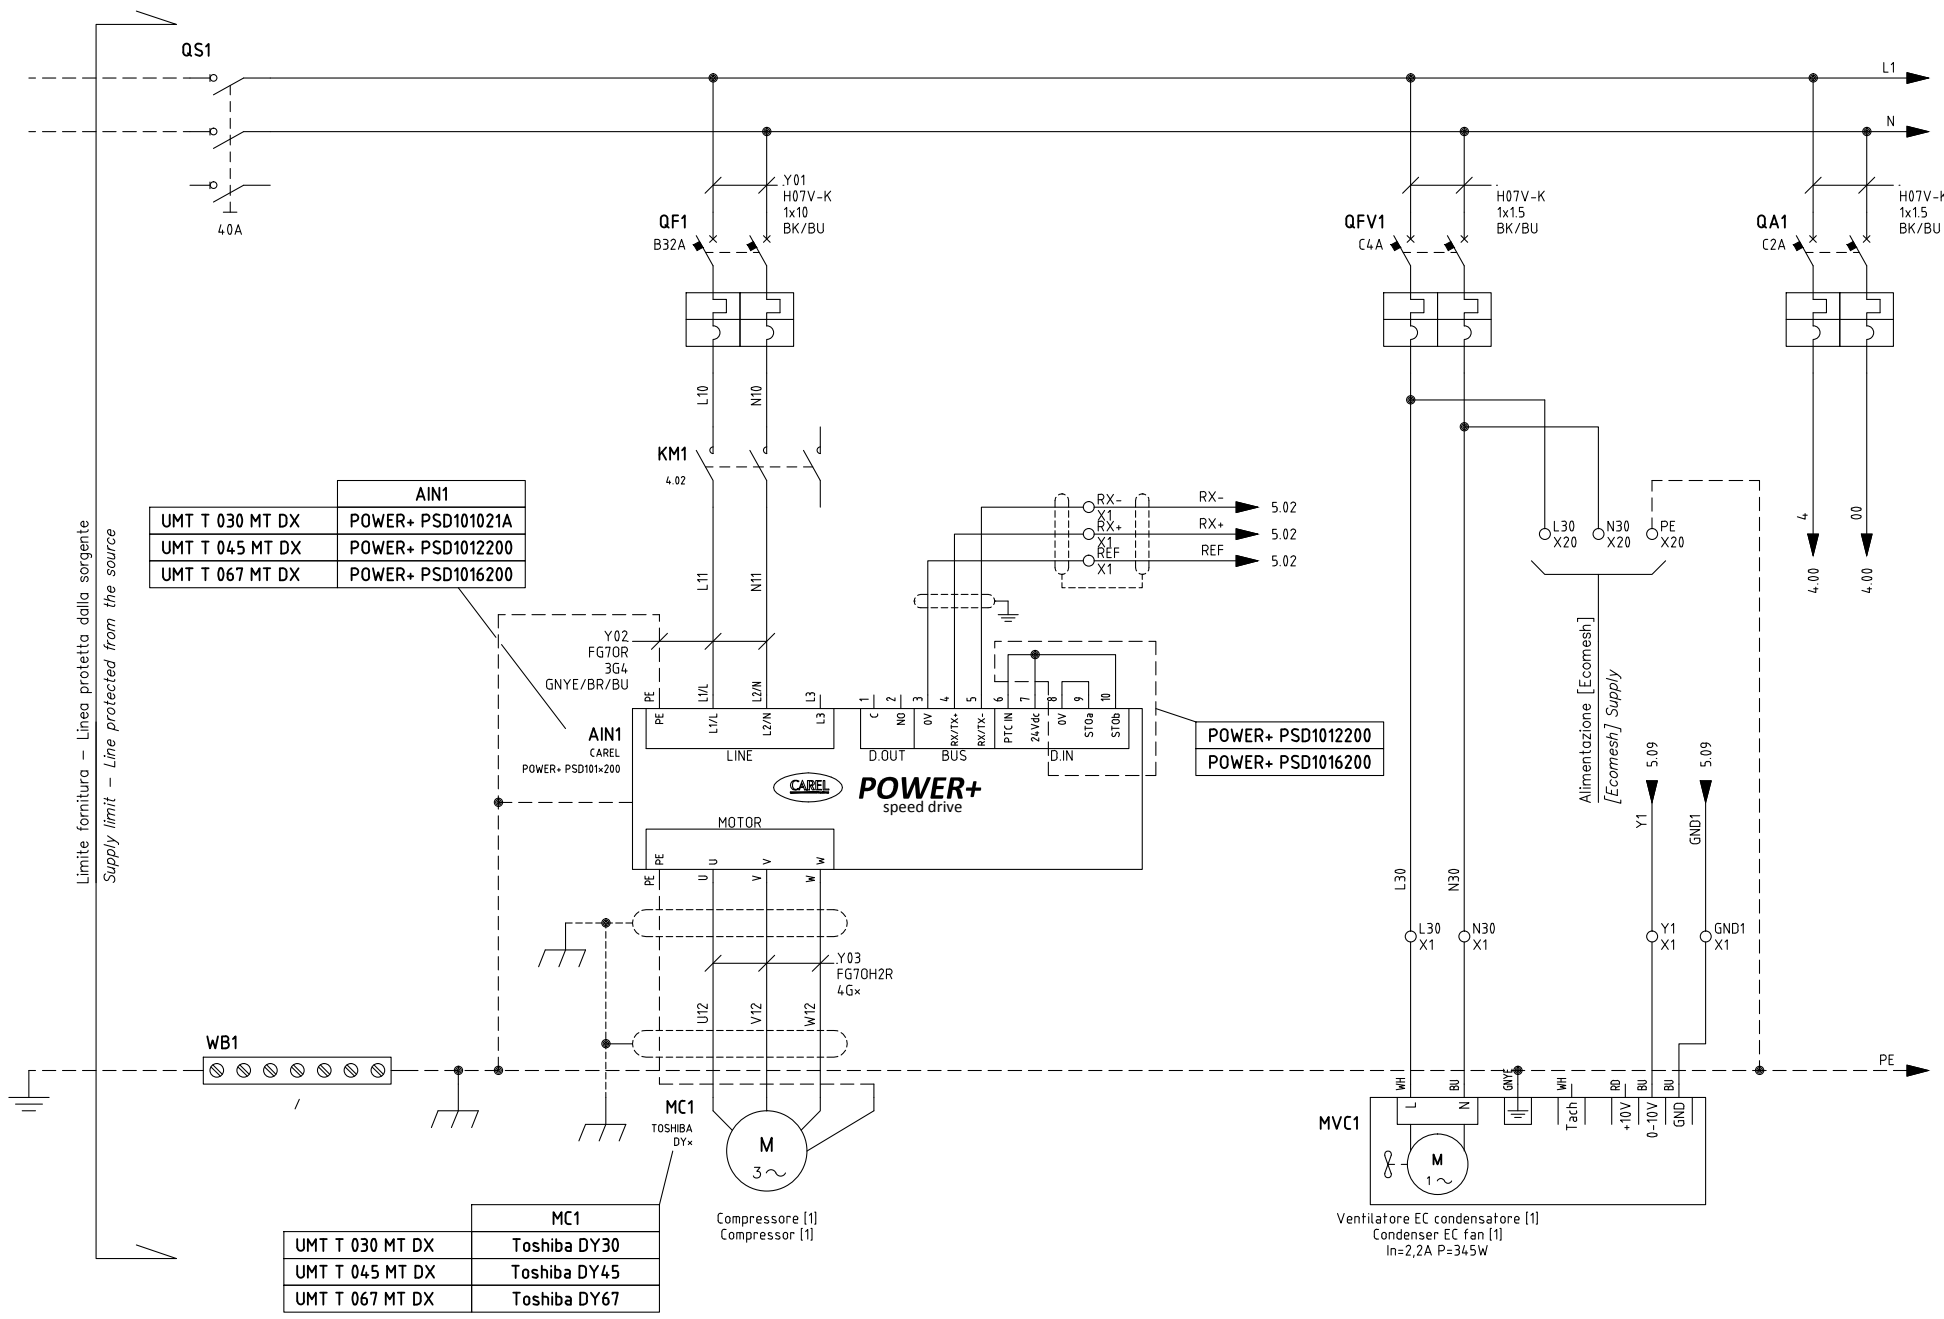 QS1
40A
L1
N
Y01
H07V-K
1x10
BK/BU
QF1
B32A
H07V-K
1x1.5
BK/BU
QFV1
C4A
H07V-K
1x1.5
BK/BU
QA1
C2A
L10
N10
KM1
4.02
AIN1
UMT T 030 MT DX POWER+ PSD101021A
UMT T 045 MT DX POWER+ PSD1012200
UMT T 067 MT DX POWER+ PSD1016200
RX-
X1
RX- 5.02
RX+
X1
RX+ 5.02
REF
X1
REF 5.02
L30
X20
N30
X20
PE
X20
4
00
4.00
4.00
Limite fornitura – Linea protetta dalla sorgente
Supply limit – Line protected from the source
L11
N11
Y02
FG7OR
3G4
GNYE/BR/BU
PE
L1/L
L2/N
L3
1
2
3
4
5
6
7
8
9
10
PE
L1/L
L2/N
L3
C
NO
0V
RX/TX+
RX/TX-
PTC IN
24Vdc
0V
STOa
STOb
AIN1
CAREL
POWER+ PSD101×200
LINE
D.OUT
BUS
D.IN
CAREL
POWER+
speed drive
POWER+ PSD1012200
POWER+ PSD1016200
Alimentazione [Ecomesh]
[Ecomesh] Supply
5.09
5.09
Y1
GND1
MOTOR
PE
U
V
W
PE
U
V
W
L30
N30
L30
X1
N30
X1
Y1
X1
GND1
X1
Y03
FG7OH2R
4G×
U12
V12
W12
WB1
/
PE
MC1
TOSHIBA
DY×
M
3~
WH
BU
GNYE
WH
RD
BU
BU
MVC1
L
N
Tach
+10V
0-10V
GND
M
1~
MC1
UMT T 030 MT DX Toshiba DY30
UMT T 045 MT DX Toshiba DY45
UMT T 067 MT DX Toshiba DY67
Compressore [1]
Compressor [1]
Ventilatore EC condensatore [1]
Condenser EC fan [1]
In=2,2A P=345W